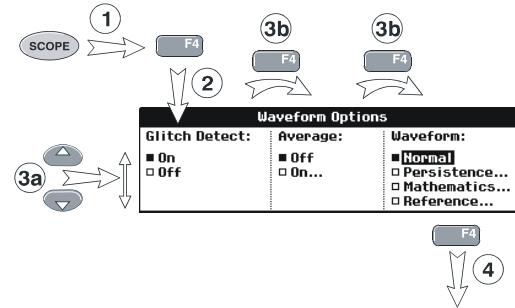 1
SCOPE
F4
3b
F4
3b
F4
2
Waveform Options
Glitch Detect:
■ On
□ Off
Average:
■ Off
□ On...
Waveform:
■ Normal
□ Persistence...
□ Mathematics...
□ Reference...
3a
F4
4